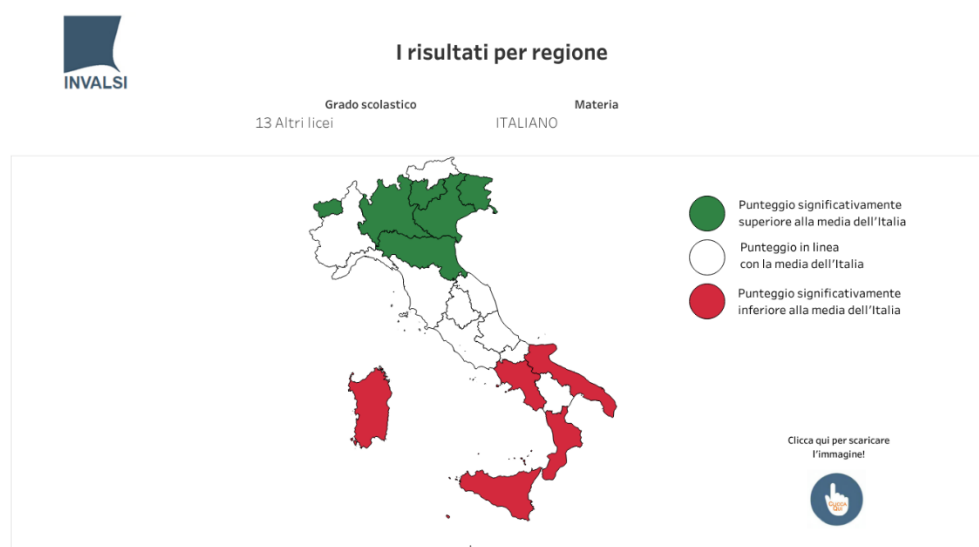 INVALSI
I risultati per regione
Grado scolastico
Materia
13 Altri licei
ITALIANO
Punteggio significativamente
superiore alla media dell'Italia
Punteggio in linea
con la media dell'Italia
Punteggio significativamente
inferiore alla media dell'Italia
Clicca qui per scaricare
l'immagine!
CLICCA
QUI